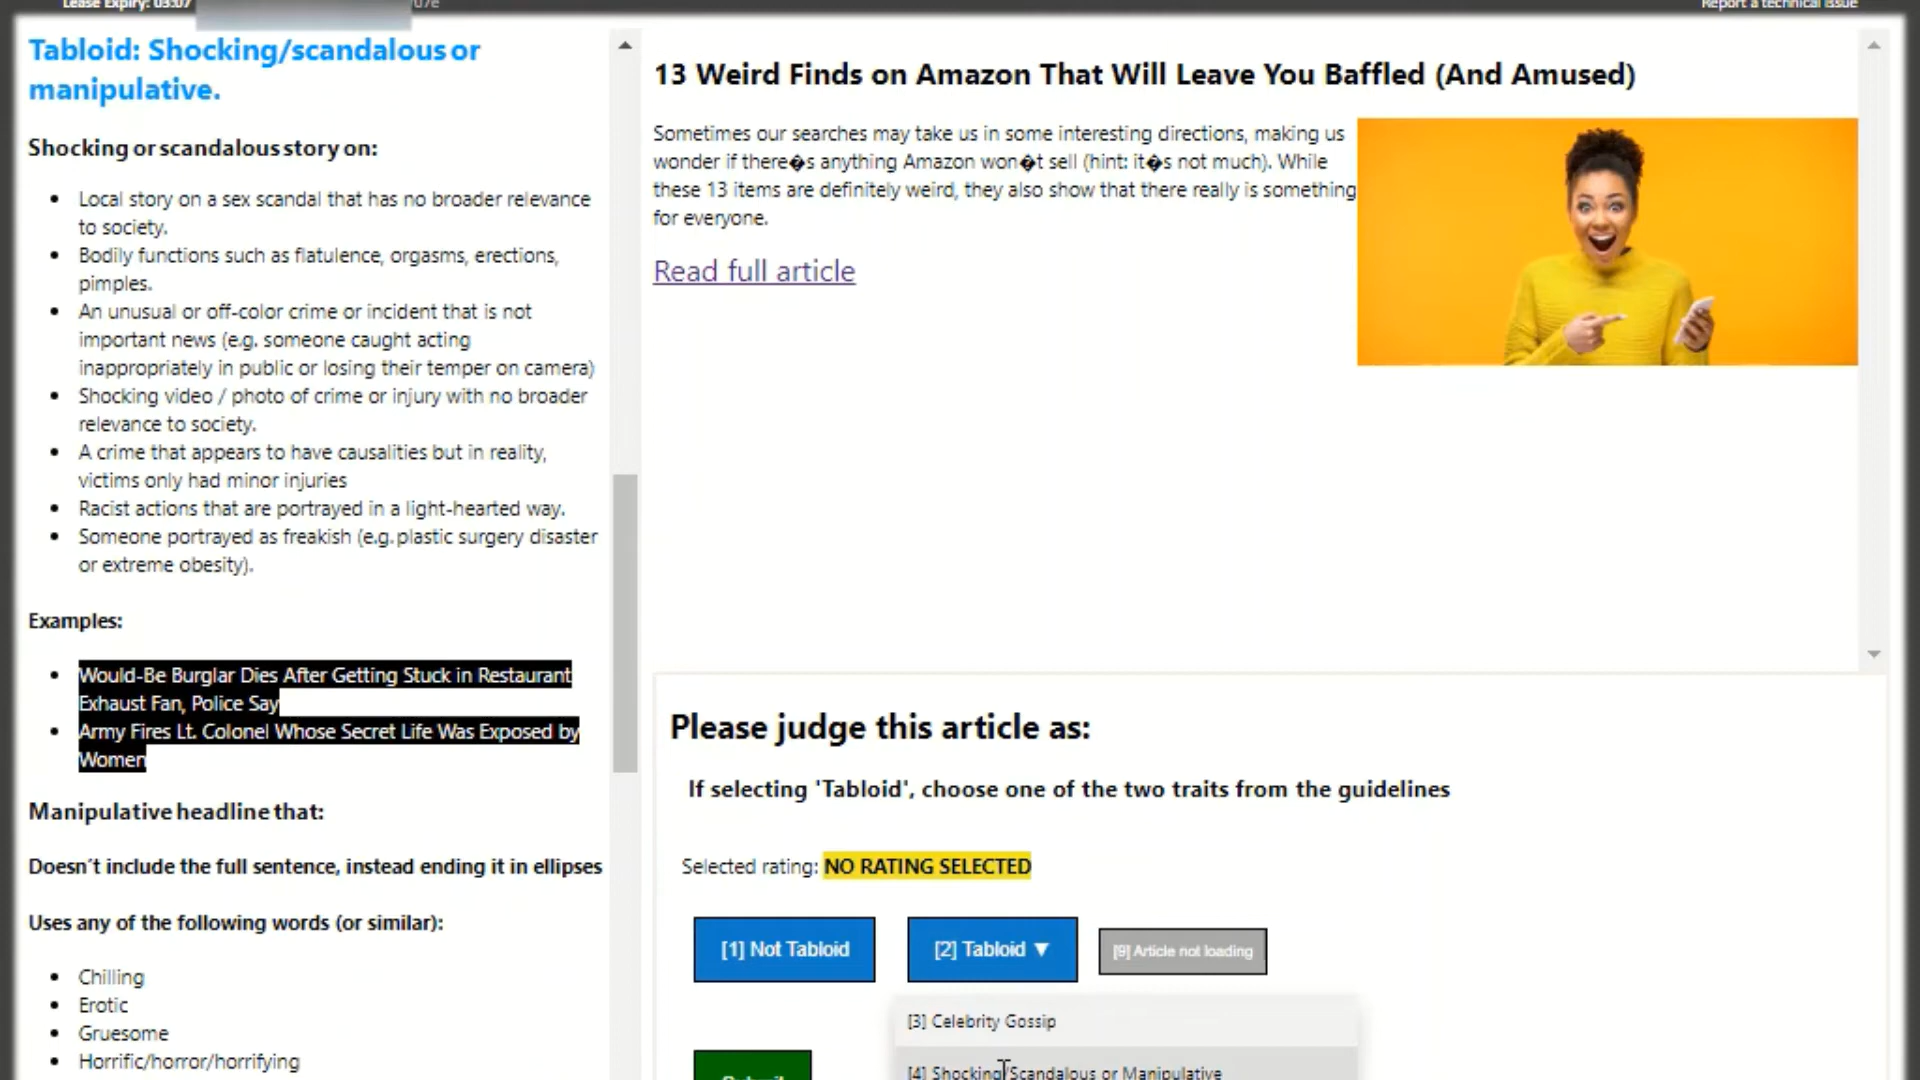 Lease Expiry: 03:07
07e
Report a technical issue
Tabloid: Shocking/scandalous or
manipulative.
Shocking or scandalous story on:
Local story on a sex scandal that has no broader relevance
to society.
Bodily functions such as flatulence, orgasms, erections,
pimples.
An unusual or off-color crime or incident that is not
important news (e.g. someone caught acting
inappropriately in public or losing their temper on camera)
Shocking video / photo of crime or injury with no broader
relevance to society.
A crime that appears to have causalities but in reality,
victims only had minor injuries
Racist actions that are portrayed in a light-hearted way.
Someone portrayed as freakish (e.g. plastic surgery disaster
or extreme obesity).
Examples:
Would-Be Burglar Dies After Getting Stuck in Restaurant
Exhaust Fan, Police Say
Army Fires Lt. Colonel Whose Secret Life Was Exposed by
Women
Manipulative headline that:
Doesn´t include the full sentence, instead ending it in ellipses
Uses any of the following words (or similar):
Chilling
Erotic
Gruesome
Horrific/horror/horrifying
13 Weird Finds on Amazon That Will Leave You Baffled (And Amused)
Sometimes our searches may take us in some interesting directions, making us
wonder if there�s anything Amazon won�t sell (hint: it�s not much). While
these 13 items are definitely weird, they also show that there really is something
for everyone.
Read full article
Please judge this article as:
If selecting 'Tabloid', choose one of the two traits from the guidelines
Selected rating: NO RATING SELECTED
[1] Not Tabloid
[2] Tabloid ▼
[9] Article not loading
[3] Celebrity Gossip
[4] Shocking/Scandalous or Manipulative
Submit